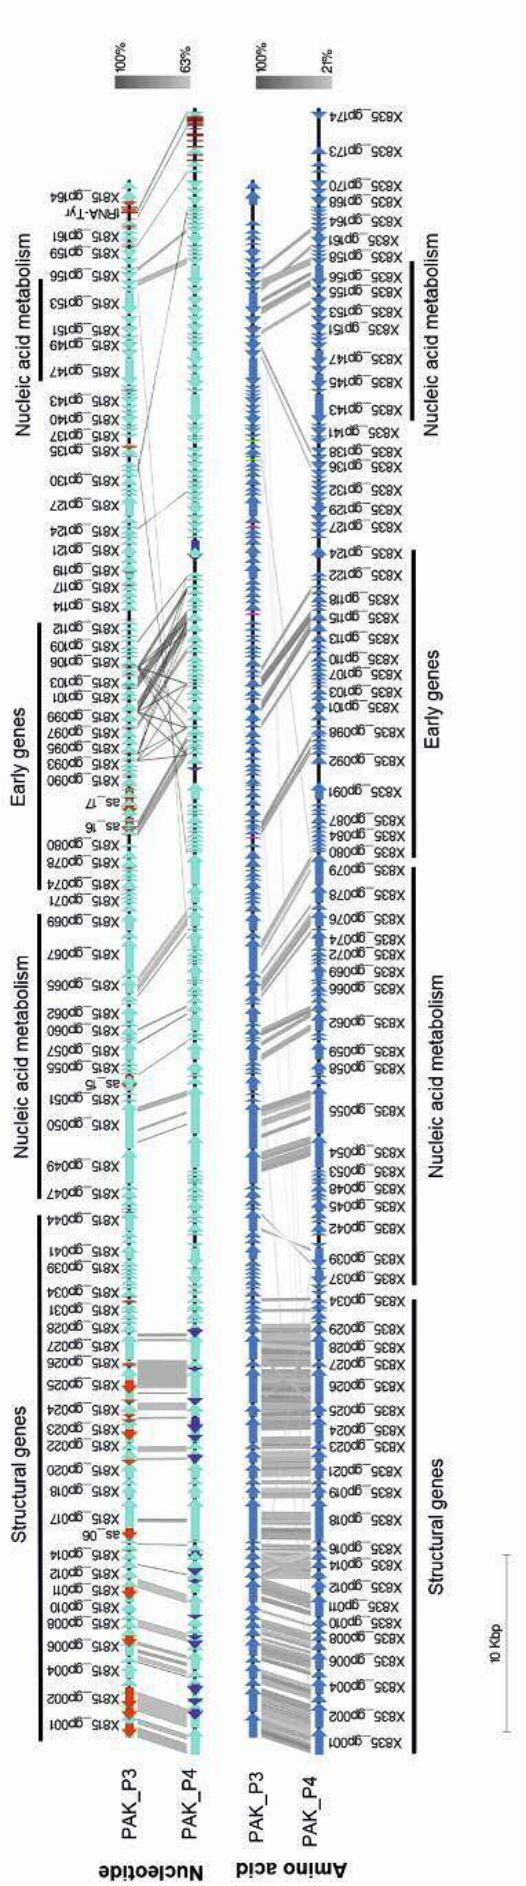 Structural genes
Nucleic acid metabolism
Early genes
Nucleic acid metabolism
X815_gp001
X815_gp002
X815_gp004
X815_gp006
X815_gp008
X815_gp010
X815_gp011
X815_gp012
X815_gp014
as_06
X815_gp017
X815_gp018
X815_gp020
X815_gp022
X815_gp023
X815_gp024
X815_gp025
X815_gp026
X815_gp027
X815_gp028
X815_gp031
X815_gp034
X815_gp039
X815_gp041
X815_gp044
X815_gp047
X815_gp049
X815_gp050
X815_gp051
as_15
X815_gp055
X815_gp057
X815_gp060
X815_gp062
X815_gp065
X815_gp067
X815_gp069
X815_gp071
X815_gp074
X815_gp078
X815_gp080
as_16
as_17
X815_gp090
X815_gp093
X815_gp095
X815_gp097
X815_gp099
X815_gp101
X815_gp103
X815_gp106
X815_gp109
X815_gp112
X815_gp114
X815_gp117
X815_gp119
X815_gp121
X815_gp124
X815_gp127
X815_gp130
X815_gp135
X815_gp137
X815_gp140
X815_gp143
X815_gp147
X815_gp149
X815_gp151
X815_gp153
X815_gp156
X815_gp159
X815_gp161
tRNA-Tyr
X815_gp164
Nucleotide
PAK_P3
PAK_P4
100%
63%
Amino acid
PAK_P3
PAK_P4
100%
21%
X835_gp001
X835_gp002
X835_gp004
X835_gp006
X835_gp008
X835_gp010
X835_gp011
X835_gp012
X835_gp014
X835_gp016
X835_gp018
X835_gp019
X835_gp021
X835_gp023
X835_gp024
X835_gp025
X835_gp026
X835_gp027
X835_gp028
X835_gp029
X835_gp034
X835_gp037
X835_gp039
X835_gp042
X835_gp045
X835_gp048
X835_gp053
X835_gp054
X835_gp055
X835_gp058
X835_gp059
X835_gp062
X835_gp066
X835_gp069
X835_gp072
X835_gp074
X835_gp076
X835_gp078
X835_gp079
X835_gp080
X835_gp084
X835_gp087
X835_gp091
X835_gp092
X835_gp098
X835_gp101
X835_gp103
X835_gp107
X835_gp110
X835_gp113
X835_gp115
X835_gp118
X835_gp122
X835_gp124
X835_gp127
X835_gp129
X835_gp132
X835_gp136
X835_gp138
X835_gp141
X835_gp143
X835_gp145
X835_gp147
X835_gp151
X835_gp153
X835_gp155
X835_gp156
X835_gp158
X835_gp161
X835_gp164
X835_gp168
X835_gp170
X835_gp173
X835_gp174
Structural genes
Nucleic acid metabolism
Early genes
Nucleic acid metabolism
10 Kbp